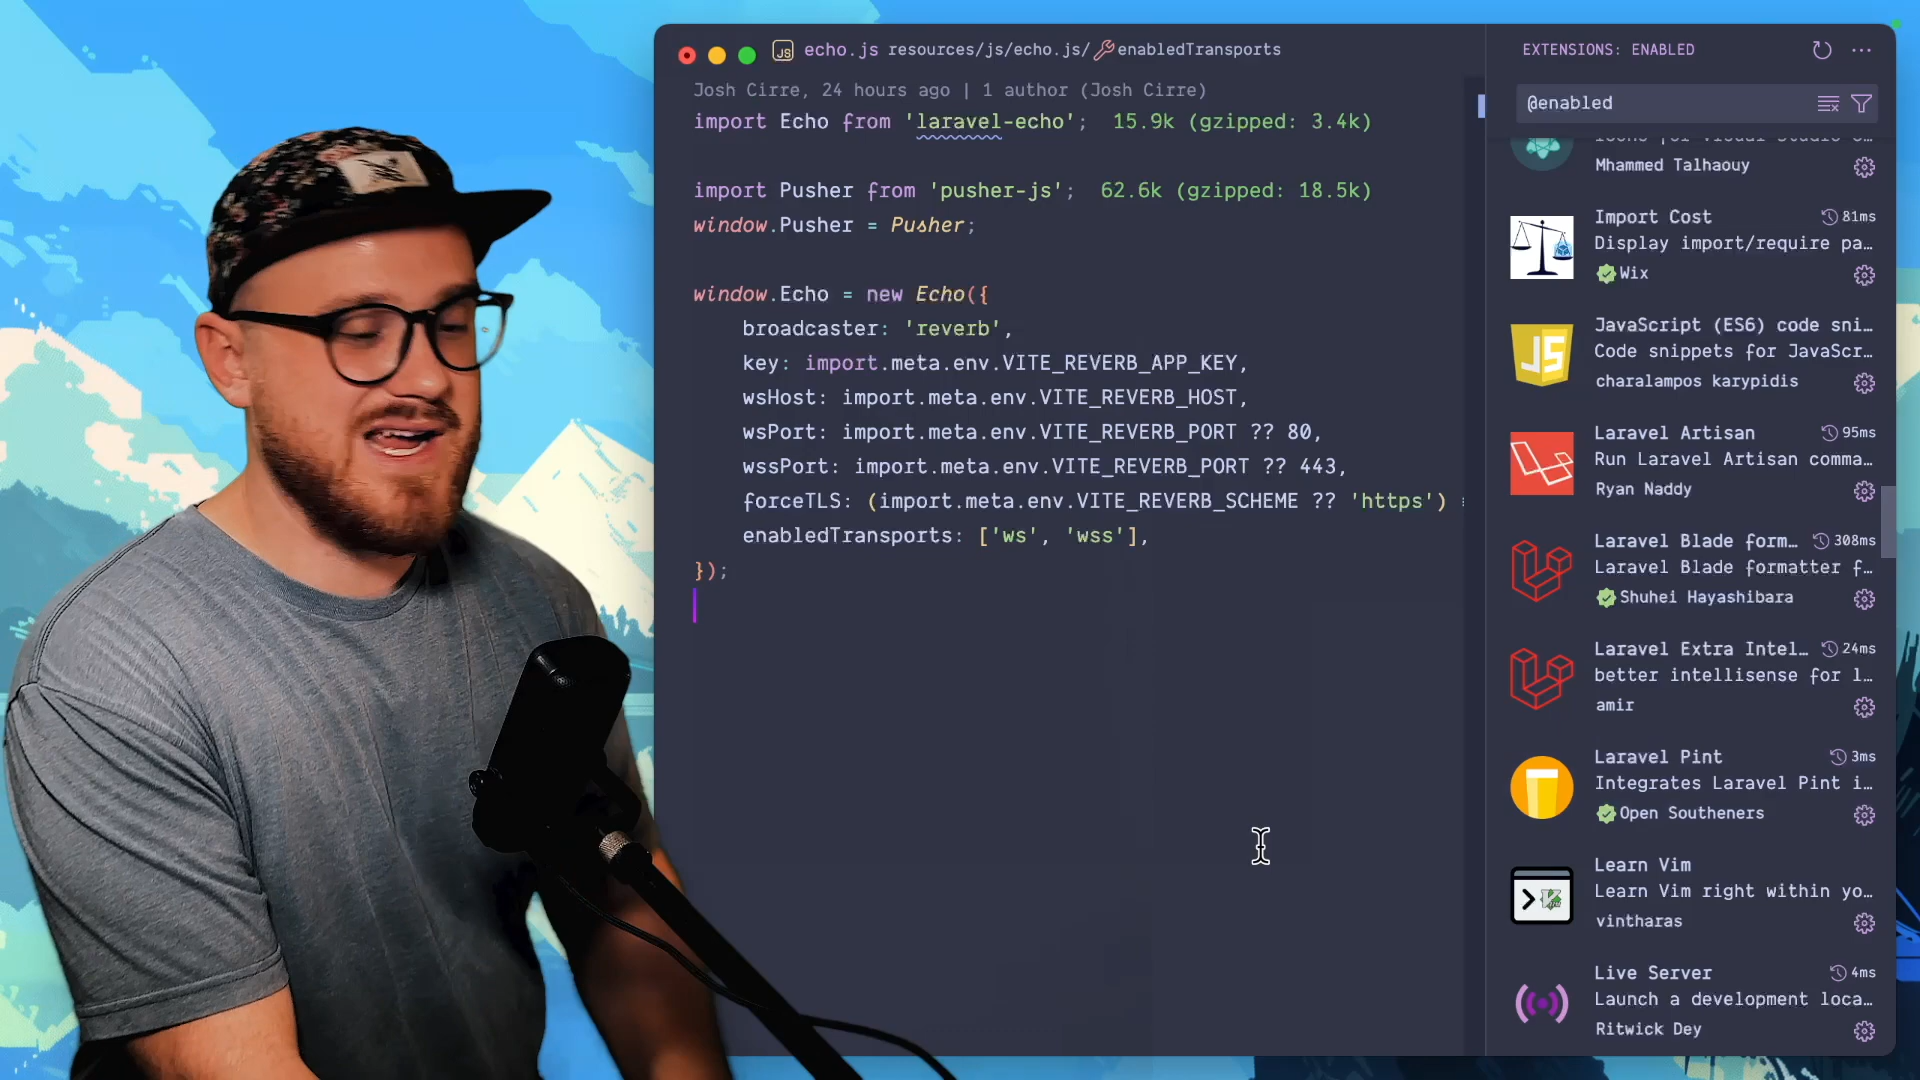 echo.js resources/js/echo.js/ enabledTransports
Josh Cirre, 24 hours ago | 1 author (Josh Cirre)
import Echo from 'laravel-echo'; 15.9k (gzipped: 3.4k)
import Pusher from 'pusher-js'; 62.6k (gzipped: 18.5k)
window.Pusher = Pusher;
window.Echo = new Echo({
broadcaster: 'reverb',
key: import.meta.env.VITE_REVERB_APP_KEY,
wsHost: import.meta.env.VITE_REVERB_HOST,
wsPort: import.meta.env.VITE_REVERB_PORT ?? 80,
wssPort: import.meta.env.VITE_REVERB_PORT ?? 443,
forceTLS: (import.meta.env.VITE_REVERB_SCHEME ?? 'https')
enabledTransports: ['ws', 'wss'],
});
EXTENSIONS: ENABLED
@enabled
Mhammed Talhaouy
Import Cost 81ms
Display import/require pa…
Wix
JavaScript (ES6) code sni…
Code snippets for JavaScr…
charalampos karypidis
Laravel Artisan 95ms
Run Laravel Artisan comma…
Ryan Naddy
Laravel Blade form… 308ms
Laravel Blade formatter f…
Shuhei Hayashibara
Laravel Extra Intel… 24ms
better intellisense for l…
amir
Laravel Pint 3ms
Integrates Laravel Pint i…
Open Southeners
Learn Vim
Learn Vim right within yo…
vintharas
Live Server 4ms
Launch a development loca…
Ritwick Dey